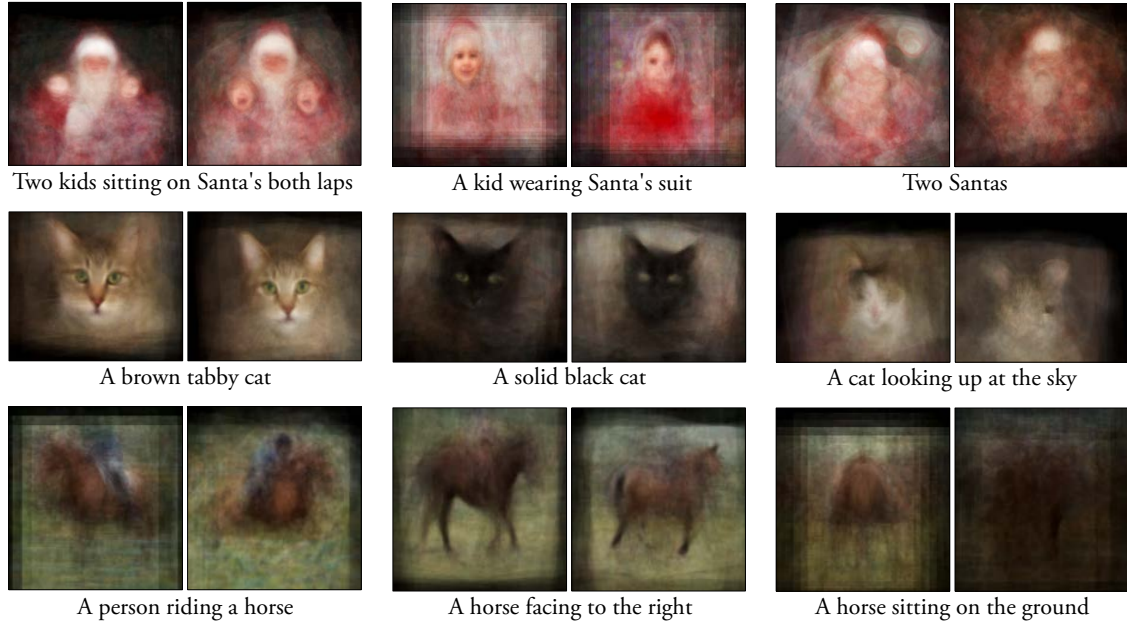 Two kids sitting on Santa's both laps
A kid wearing Santa's suit
Two Santas
A brown tabby cat
A solid black cat
A cat looking up at the sky
A person riding a horse
A horse facing to the right
A horse sitting on the ground